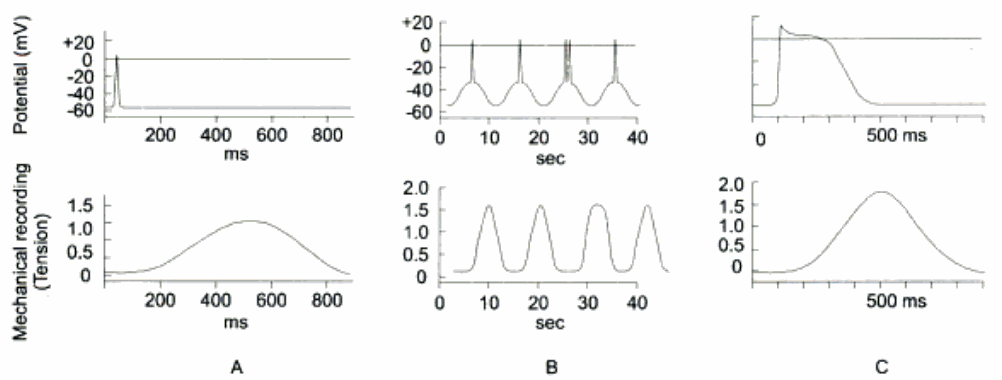 Potential (mV)
+20
0
-20
-40
-60
200 400 600 800
ms
+20
0
-20
-40
-60
0 10 20 30 40
sec
0 500 ms
Mechanical recording
(Tension)
1.5
1.0
0.5
0
200 400 600 800
ms
2.0
1.5
1.0
0.5
0
10 20 30 40
sec
2.0
1.5
1.0
0.5
0
500 ms
A B C